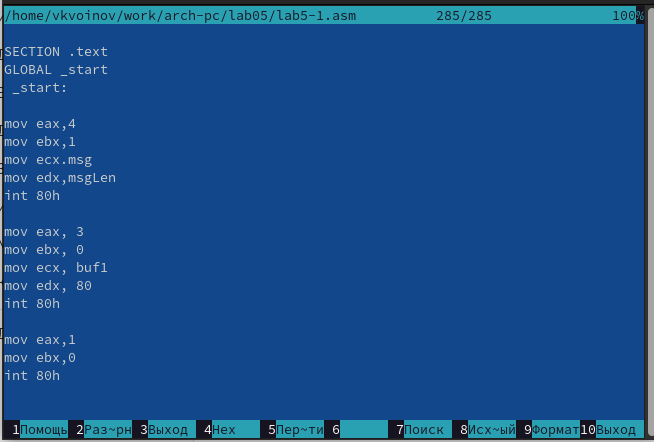 /home/vkvoinov/work/arch-pc/lab05/lab5-1.asm 285/285 100%
SECTION .text
GLOBAL _start
_start:
mov eax,4
mov ebx,1
mov ecx.msg
mov edx,msgLen
int 80h
mov eax, 3
mov ebx, 0
mov ecx, buf1
mov edx, 80
int 80h
mov eax,1
mov ebx,0
int 80h
1Помощь 2Раз~рн 3Выход 4Hex 5Пер~ти 6 7Поиск 8Исх~ый 9Формат 10Выход